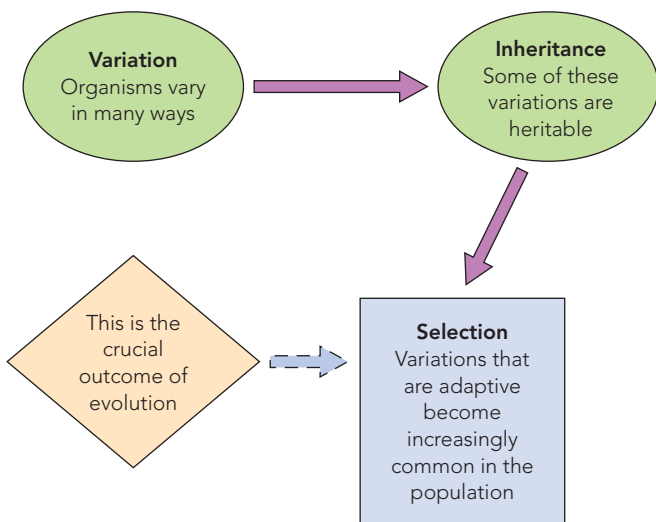 Variation
Organisms vary
in many ways
Inheritance
Some of these
variations are
heritable
This is the
crucial
outcome of
evolution
Selection
Variations that
are adaptive
become
increasingly
common in the
population